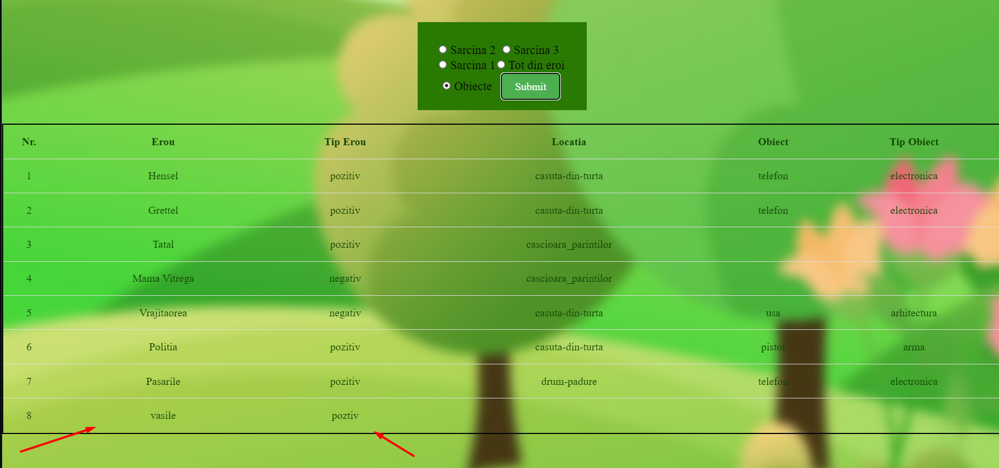 Sarcina 2 Sarcina 3
Sarcina 1 Tot din eroi
Obiecte Submit
Nr. Erou Tip Erou Locatia Obiect Tip Obiect
1 Hensel pozitiv casuta-din-turta telefon electronica
2 Grettel pozitiv casuta-din-turta telefon electronica
3 Tatal pozitiv cascioara_parintilor
4 Mama Vitrega negativ cascioara_parintilor
5 Vrajitaorea negativ casuta-din-turta usa arhitectura
6 Politia pozitiv casuta-din-turta pistol arma
7 Pasarile pozitiv drum-padure telefon electronica
8 vasile poztiv